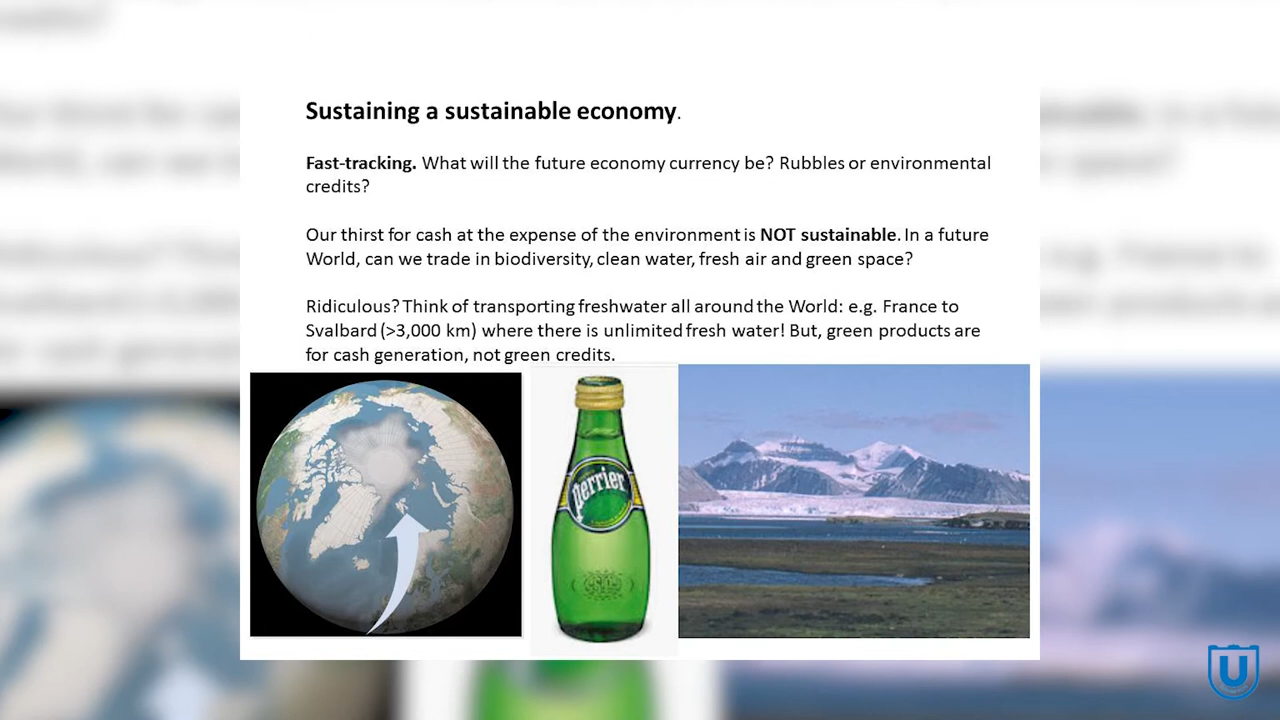 Sustaining a sustainable economy.
Fast-tracking. What will the future economy currency be? Rubbles or environmental
credits?
Our thirst for cash at the expense of the environment is NOT sustainable. In a future
World, can we trade in biodiversity, clean water, fresh air and green space?
Ridiculous? Think of transporting freshwater all around the World: e.g. France to
Svalbard (>3,000 km) where there is unlimited fresh water! But, green products are
for cash generation, not green credits.
perrier
U